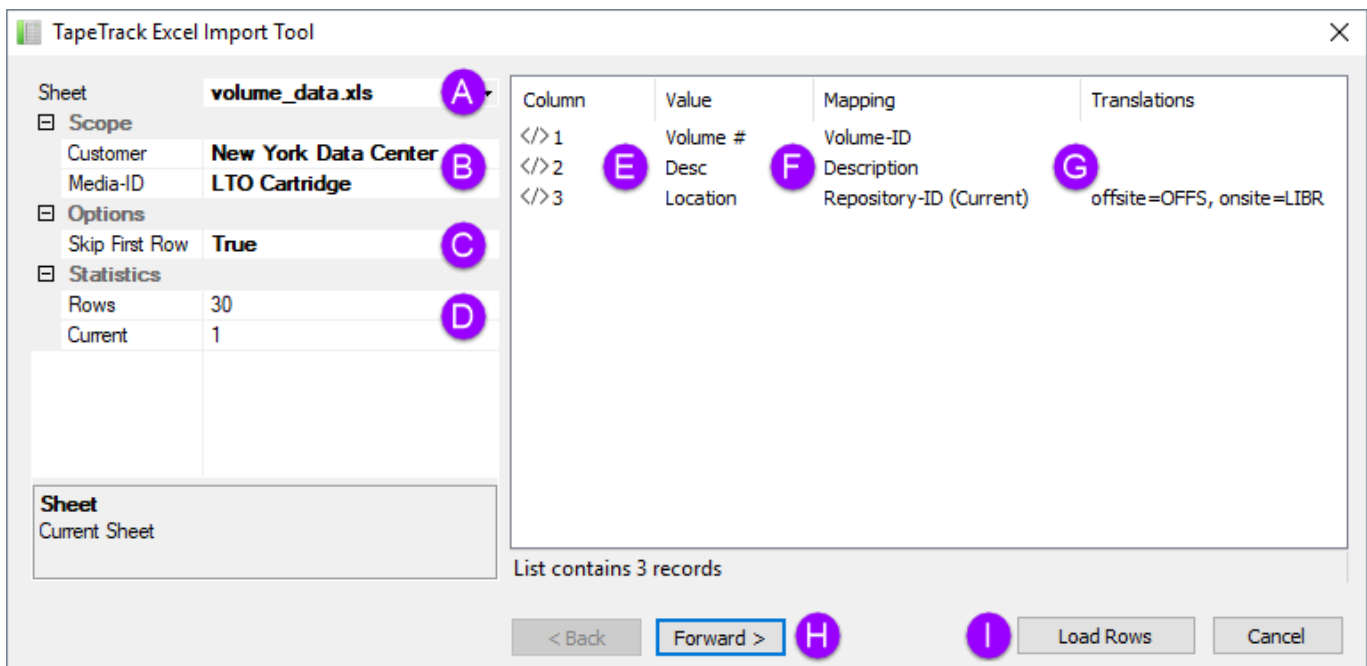 TapeTrack Excel Import Tool
Sheet volume_data.xls A
Scope
Customer New York Data Center
Media-ID LTO Cartridge
B
Options
Skip First Row True C
Statistics
Rows 30
Current 1
D
Sheet
Current Sheet
Column Value Mapping Translations
</> 1 Volume # Volume-ID
</> 2 E Desc F Description G
</> 3 Location Repository-ID (Current) offsite=OFFS, onsite=LIBR
List contains 3 records
< Back Forward > H I Load Rows Cancel